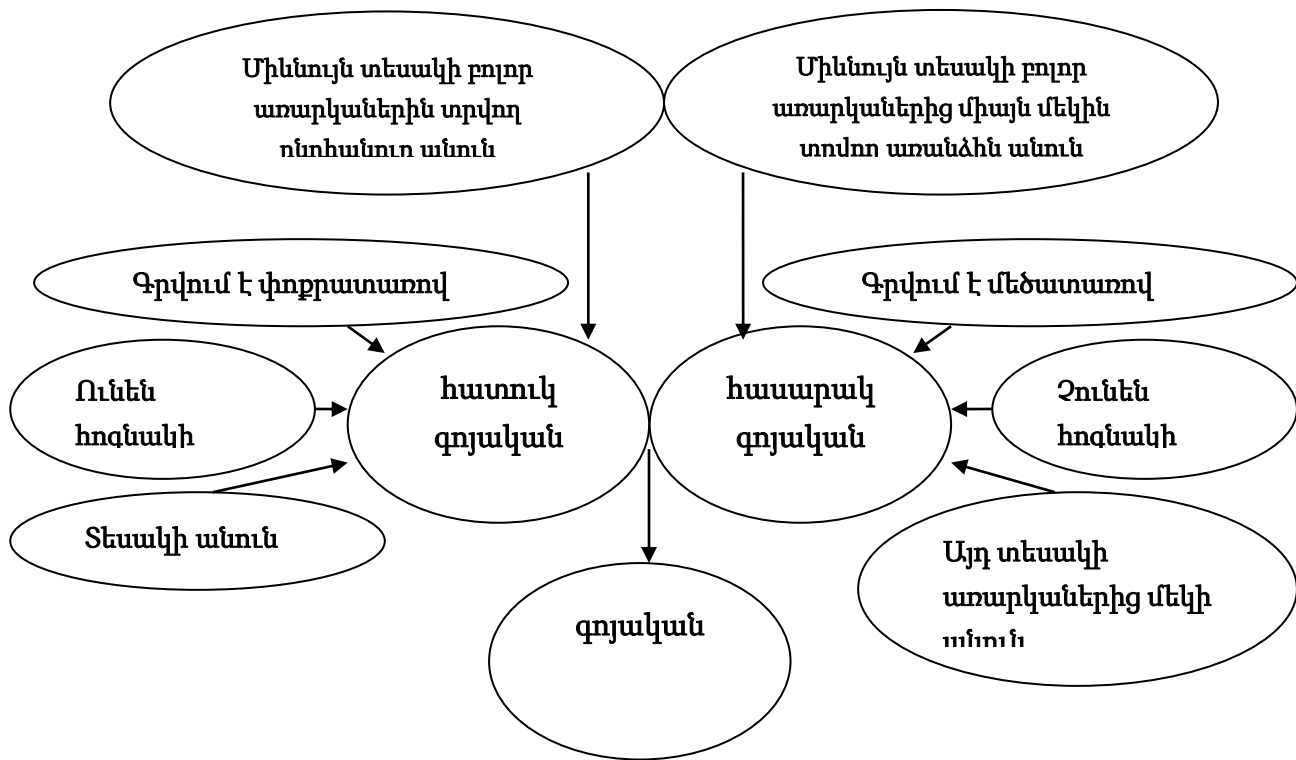 Միևնույն տեսակի բոլոր
առարկաներին տրվող
ընդհանուր անուն
Միևնույն տեսակի բոլոր
առարկաներից միայն մեկին
տրվող առանձին անուն
Գրվում է փոքրատառով
Գրվում է մեծատառով
Ունեն
հոգնակի
հատուկ
գոյական
հասարակ
գոյական
Չունեն
հոգնակի
Տեսակի անուն
Այդ տեսակի
առարկաներից մեկի
անուն
գոյական